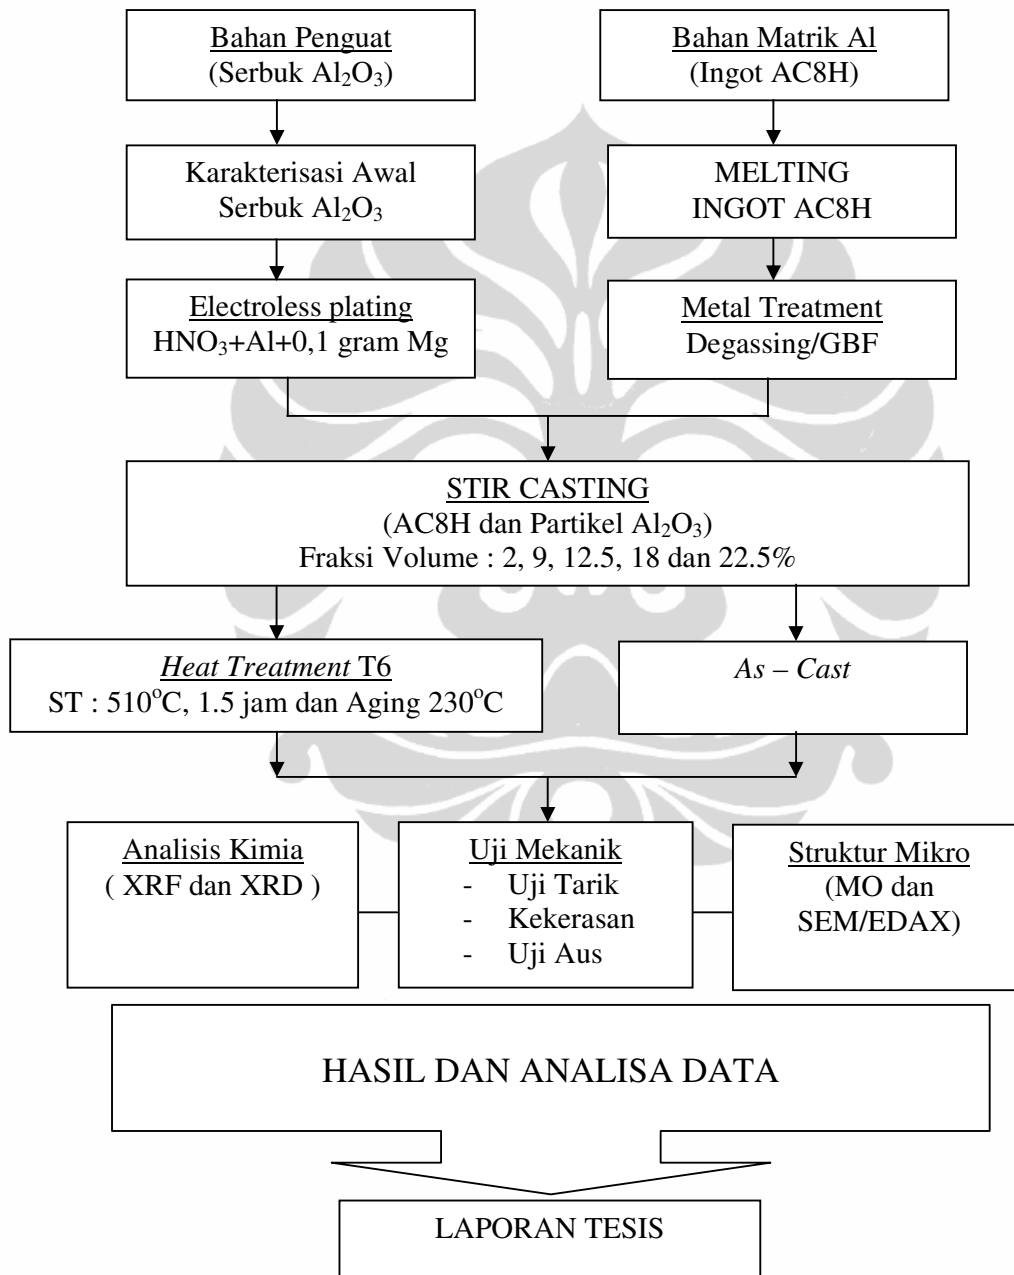 Bahan Penguat
(Serbuk Al₂O₃)
Bahan Matrik Al
(Ingot AC8H)
Karakterisasi Awal
Serbuk Al₂O₃
MELTING
INGOT AC8H
Electroless plating
HNO₃+Al+0,1 gram Mg
Metal Treatment
Degassing/GBF
STIR CASTING
(AC8H dan Partikel Al₂O₃)
Fraksi Volume : 2, 9, 12.5, 18 dan 22.5%
Heat Treatment T6
ST : 510°C, 1.5 jam dan Aging 230°C
As – Cast
Analisis Kimia
( XRF dan XRD )
Uji Mekanik
- Uji Tarik
- Kekerasan
- Uji Aus
Struktur Mikro
(MO dan
SEM/EDAX)
HASIL DAN ANALISA DATA
LAPORAN TESIS